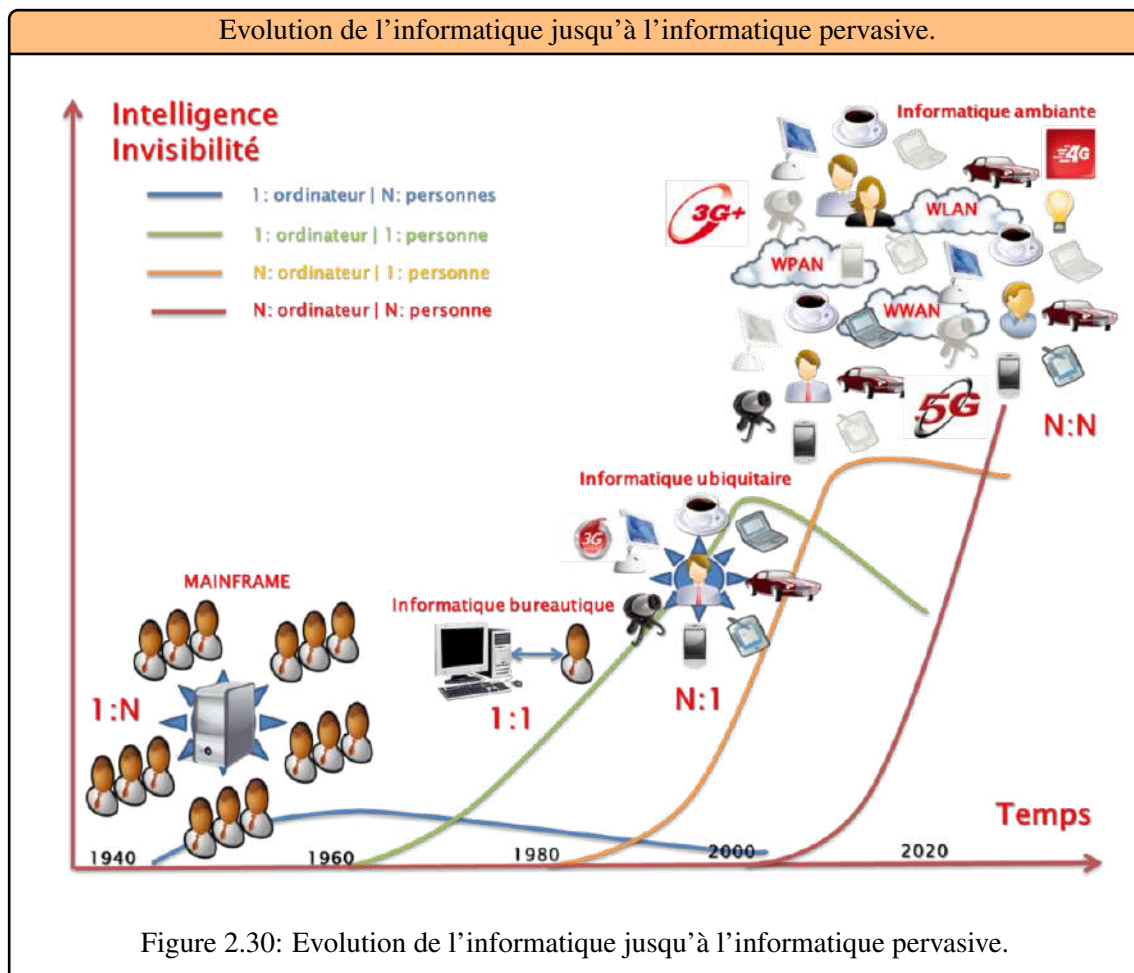 Evolution de l'informatique jusqu'à l'informatique pervasive.
Intelligence
Invisibilité
1: ordinateur | N: personnes
1: ordinateur | 1: personne
N: ordinateur | 1: personne
N: ordinateur | N: personne
Informatique ambiante
4G
3G+
WLAN
WPAN
WWAN
5G
N:N
Informatique ubiquitaire
3G
MAINFRAME
Informatique bureautique
1:N
1:1
N:1
Temps
1940
1960
1980
2000
2020
Figure 2.30: Evolution de l'informatique jusqu'à l'informatique pervasive.